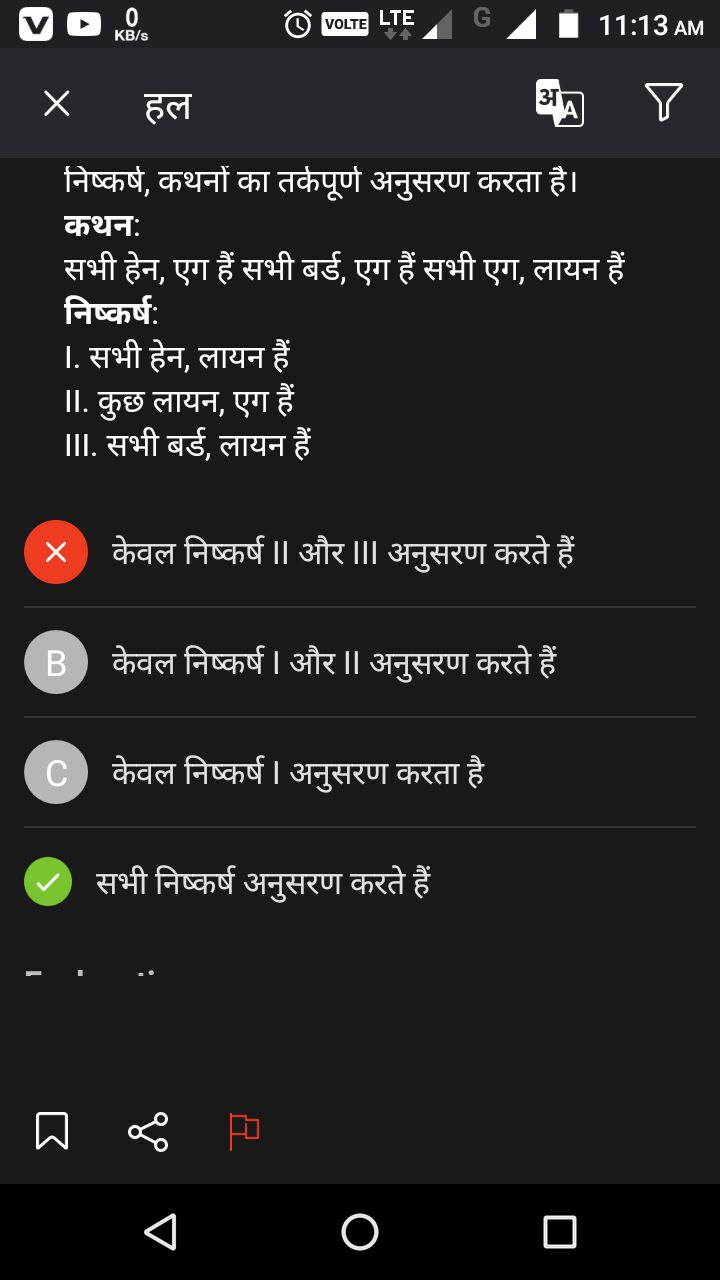 0
KB/s
VOLTE
LTE
G
11:13 AM
हल
अ
A
निष्कर्ष, कथनों का तर्कपूर्ण अनुसरण करता है।
कथन:
सभी हेन, एग हैं सभी बर्ड, एग हैं सभी एग, लायन हैं
निष्कर्ष:
I. सभी हेन, लायन हैं
II. कुछ लायन, एग हैं
III. सभी बर्ड, लायन हैं
केवल निष्कर्ष II और III अनुसरण करते हैं
B केवल निष्कर्ष I और II अनुसरण करते हैं
C केवल निष्कर्ष I अनुसरण करता है
सभी निष्कर्ष अनुसरण करते हैं